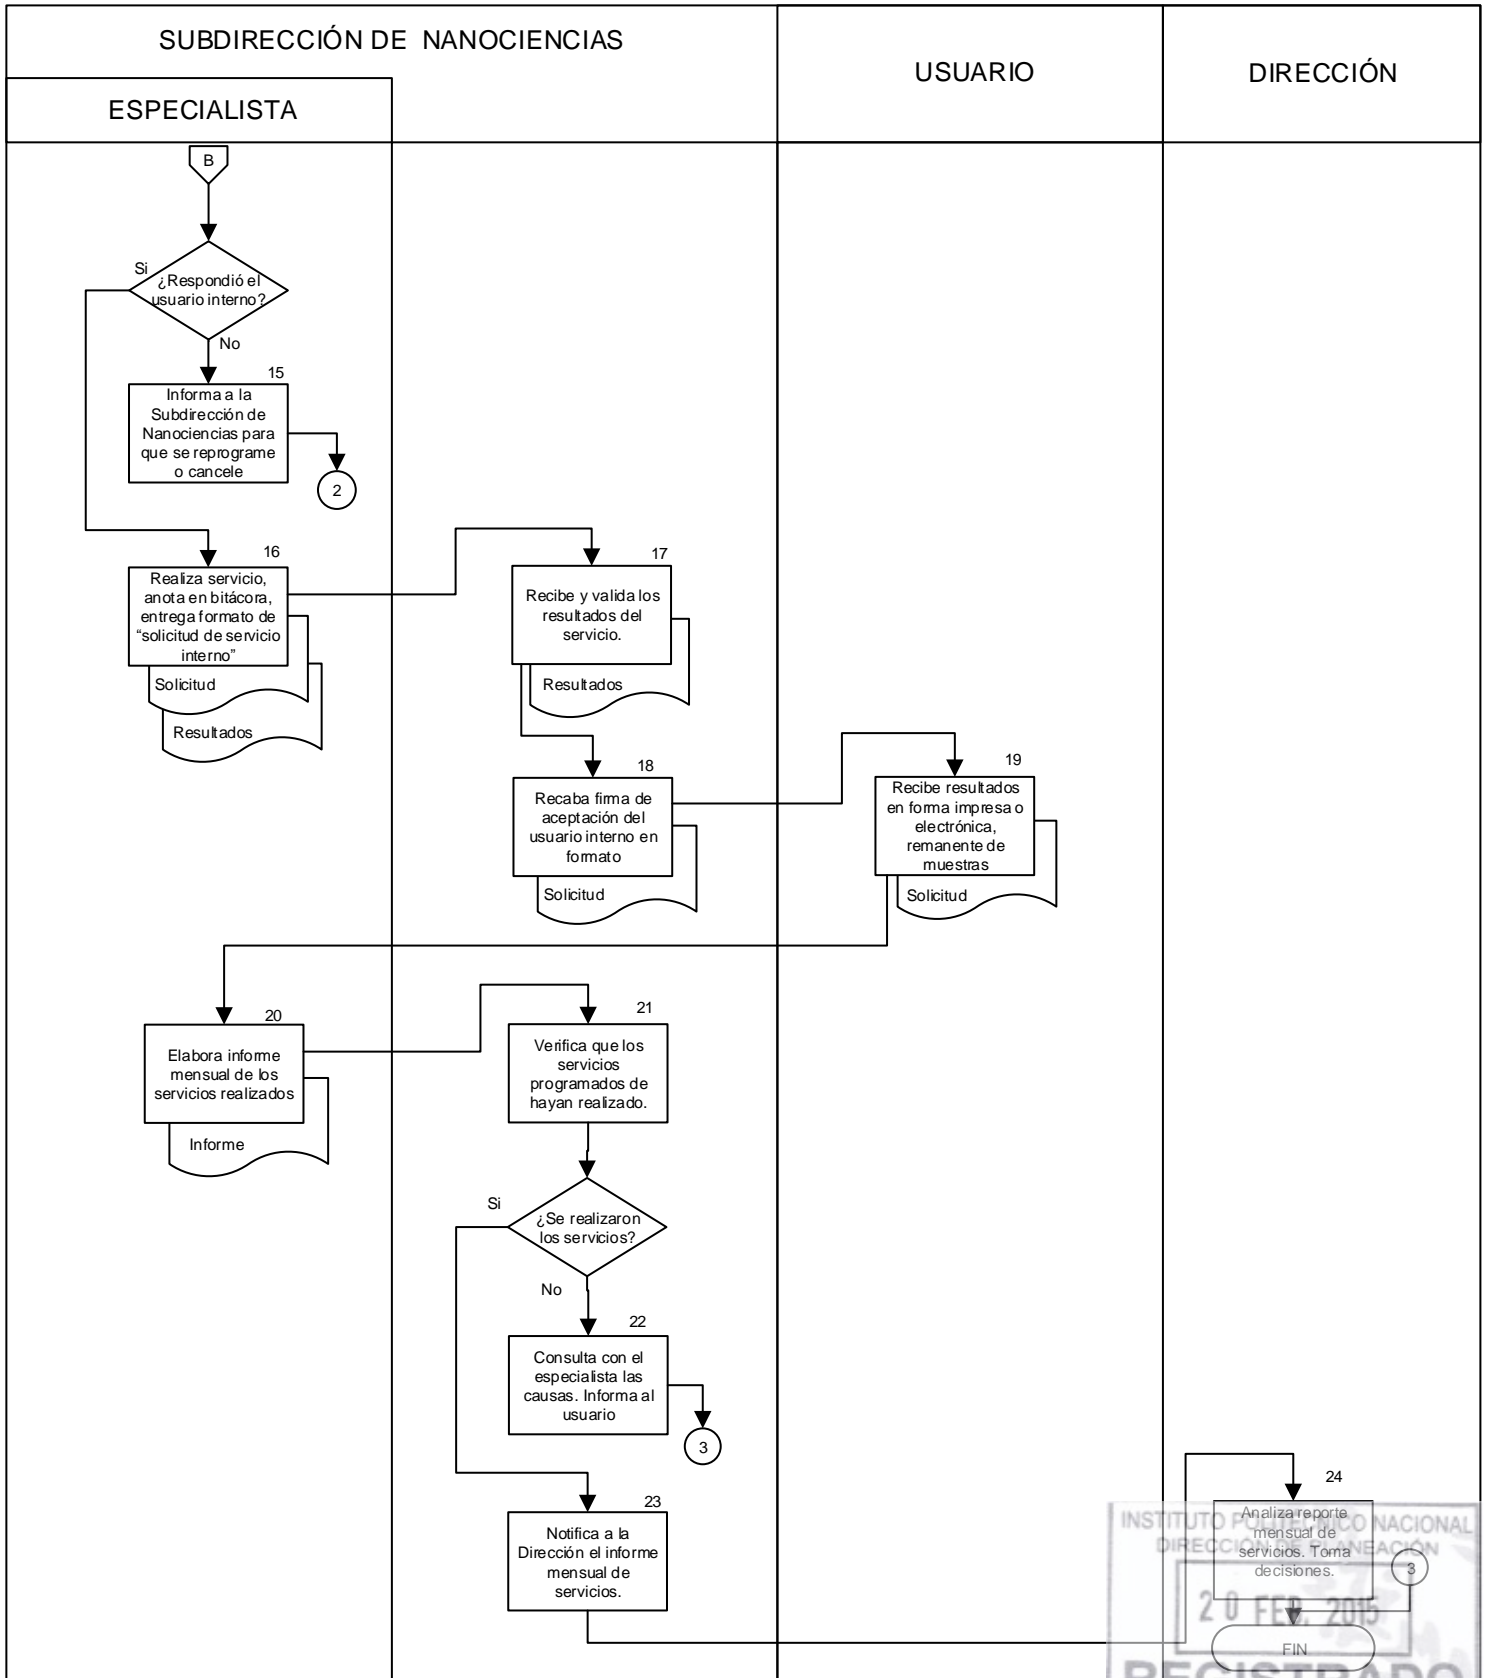 SUBDIRECCIÓN DE NANOCIENCIAS
USUARIO
DIRECCIÓN
ESPECIALISTA
B
Si
¿Respondió el
usuario interno?
No
15
Informa a la
Subdirección de
Nanociencias para
que se reprograme
o cancele
2
16
Realiza servicio,
anota en bitácora,
entrega formato de
“solicitud de servicio
interno”
Solicitud
Resultados
17
Recibe y valida los
resultados del
servicio.
Resultados
18
Recaba firma de
aceptación del
usuario interno en
formato
Solicitud
19
Recibe resultados
en forma impresa o
electrónica,
remanente de
muestras
Solicitud
20
Elabora informe
mensual de los
servicios realizados
Informe
21
Verifica que los
servicios
programados de
hayan realizado.
Si
¿Se realizaron
los servicios?
No
22
Consulta con el
especialista las
causas. Informa al
usuario
3
23
Notifica a la
Dirección el informe
mensual de
servicios.
24
Analiza reporte
mensual de
servicios. Toma
decisiones.
3
FIN
INSTITUTO POLITECNICO NACIONAL
DIRECCIÓN DE PLANEACIÓN
20 FEB. 2015
REGISTRADO